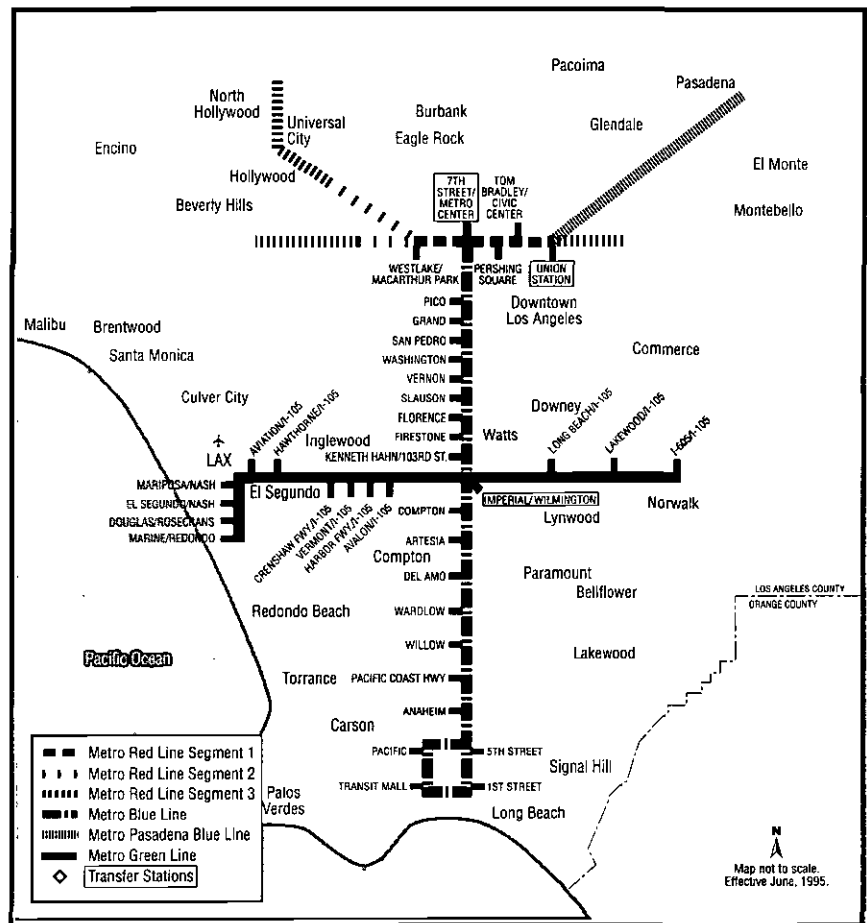 Pacoima
Pasadena
North
Hollywood
Universal
City
Burbank
Eagle Rock
Glendale
Encino
El Monte
Hollywood
7TH
STREET/
METRO
CENTER
TOM
BRADLEY/
CIVIC
CENTER
Beverly Hills
Montebello
WESTLAKE/
MACARTHUR PARK
PERSHING
SQUARE
UNION
STATION
PICO
Downtown
Los Angeles
GRAND
Malibu
Brentwood
Santa Monica
SAN PEDRO
Commerce
WASHINGTON
VERNON
Culver City
SLAUSON
Downey
FLORENCE
AVIATION/I-105
HAWTHORNE/I-105
Inglewood
FIRESTONE
Watts
LONG BEACH/I-105
LAKEWOOD/I-105
I-605/I-105
LAX
KENNETH HAHN/103RD ST.
MARIPOSA/NASH
El Segundo
IMPERIAL/WILMINGTON
Norwalk
EL SEGUNDO/NASH
DOUGLAS/ROSECRANS
MARINE/REDONDO
CRENSHAW FWY/I-105
VERMONT/I-105
HARBOR FWY/I-105
AVALON/I-105
COMPTON
Lynwood
ARTESIA
Compton
DEL AMO
Paramount
Bellflower
LOS ANGELES COUNTY
ORANGE COUNTY
Redondo Beach
WARDLOW
WILLOW
Pacific Ocean
Lakewood
Torrance
PACIFIC COAST HWY
Carson
ANAHEIM
PACIFIC
5TH STREET
Signal Hill
TRANSIT MALL
1ST STREET
Palos
Verdes
Long Beach
Metro Red Line Segment 1
Metro Red Line Segment 2
Metro Red Line Segment 3
Metro Blue Line
Metro Pasadena Blue Line
Metro Green Line
Transfer Stations
N
Map not to scale.
Effective June, 1995.